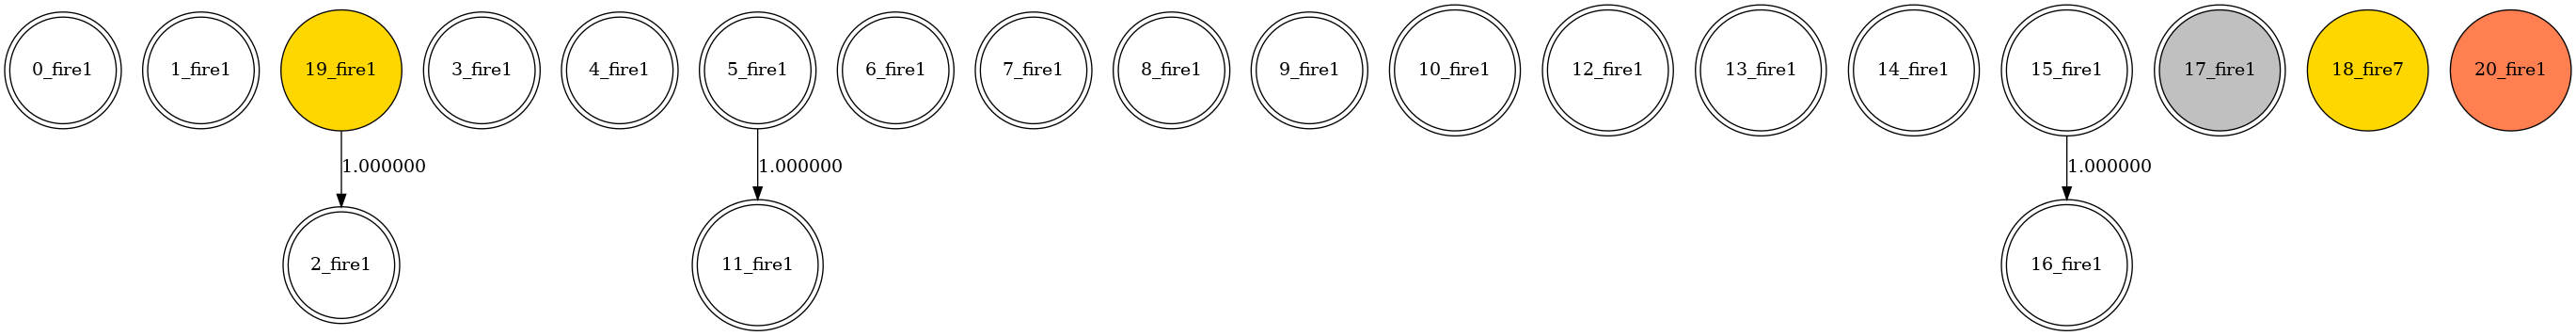 0_fire1
1_fire1
19_fire1
3_fire1
4_fire1
5_fire1
6_fire1
7_fire1
8_fire1
9_fire1
10_fire1
12_fire1
13_fire1
14_fire1
15_fire1
17_fire1
18_fire7
20_fire1
1.000000
1.000000
1.000000
2_fire1
11_fire1
16_fire1